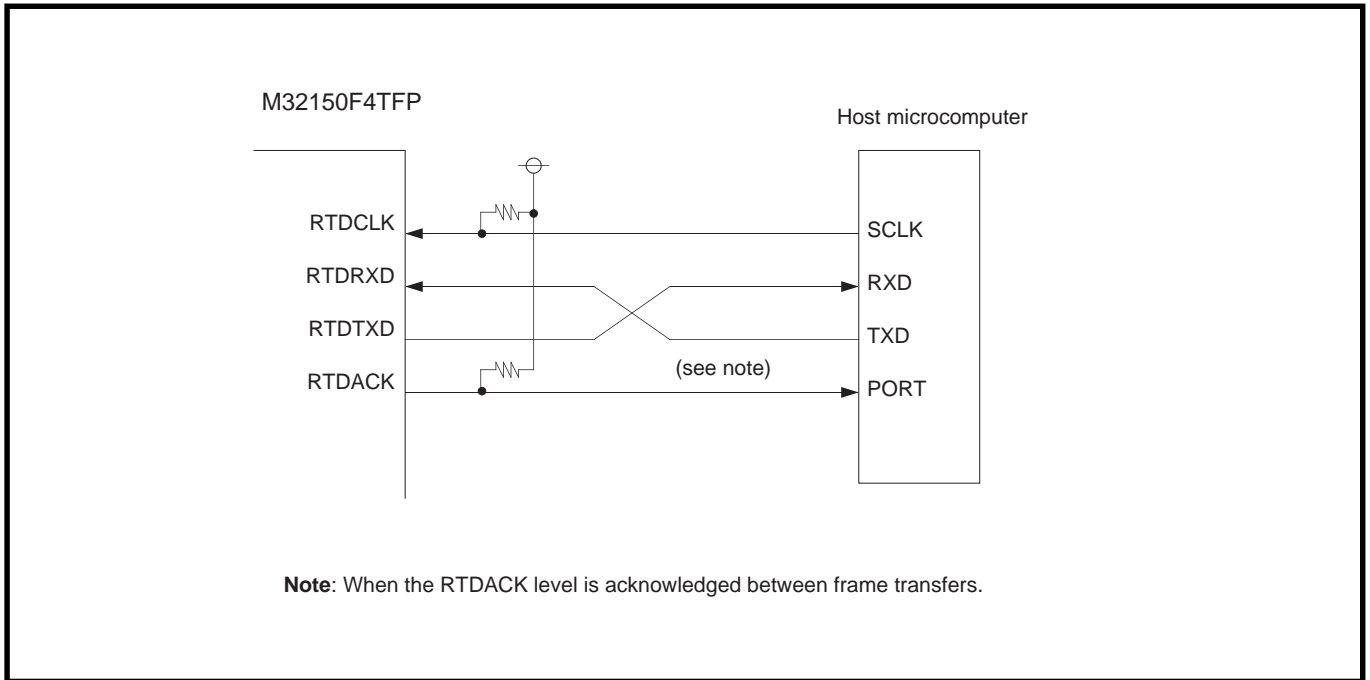 M32150F4TFP
Host microcomputer
RTDCLK
SCLK
RTDRXD
RXD
RTDTXD
TXD
(see note)
RTDACK
PORT
Note: When the RTDACK level is acknowledged between frame transfers.